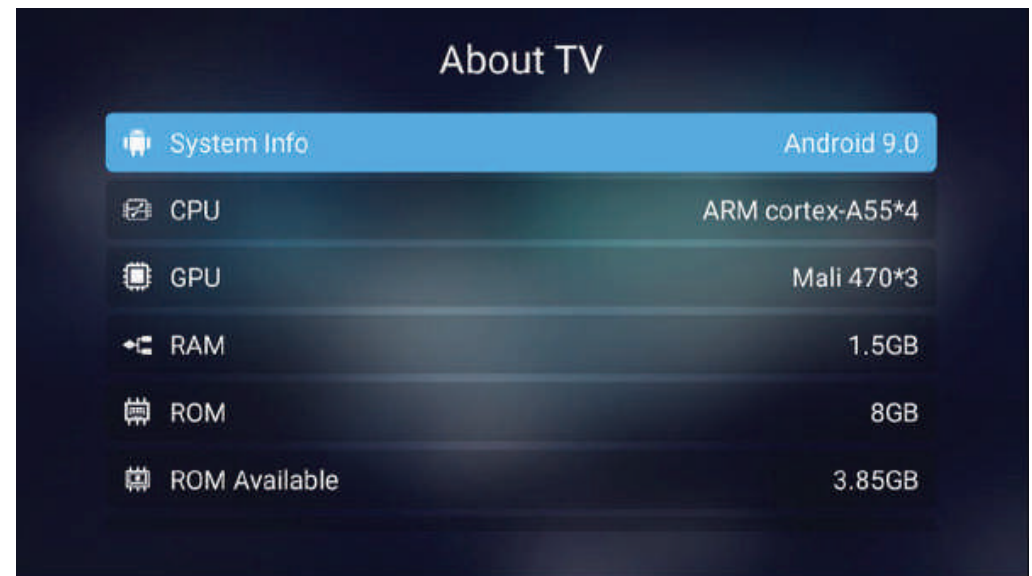 About TV
System Info Android 9.0
CPU ARM cortex-A55*4
GPU Mali 470*3
RAM 1.5GB
ROM 8GB
ROM Available 3.85GB